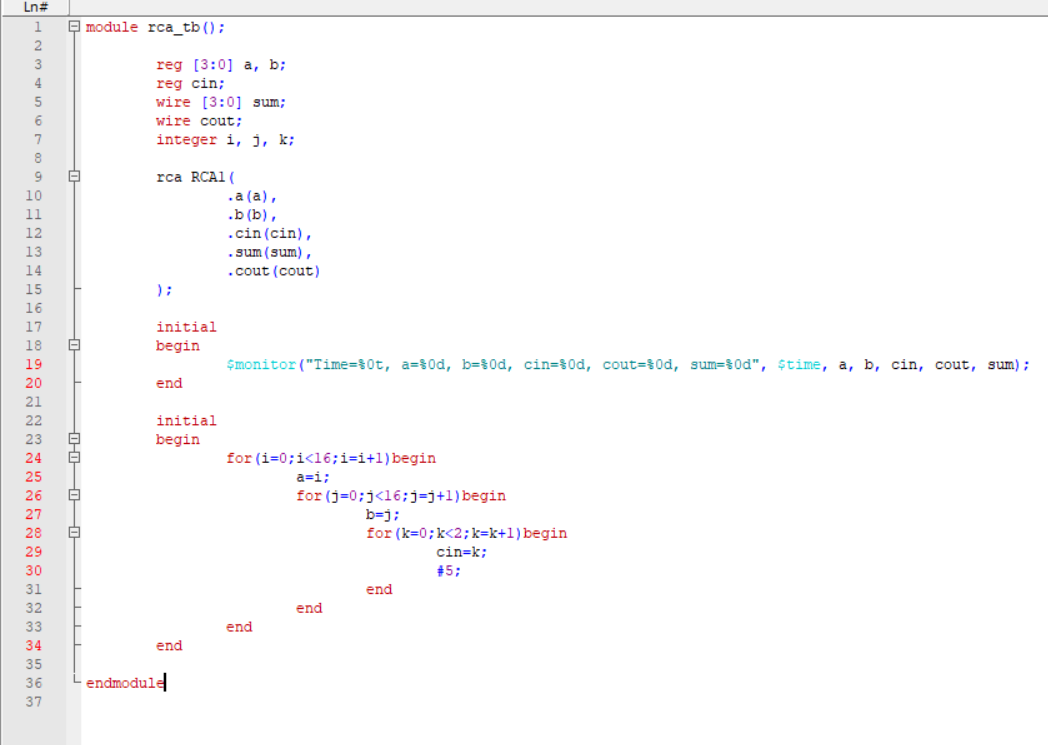 Ln#
1 module rca_tb();
2
3 reg [3:0] a, b;
4 reg cin;
5 wire [3:0] sum;
6 wire cout;
7 integer i, j, k;
8
9 rca RCA1(
10 .a(a),
11 .b(b),
12 .cin(cin),
13 .sum(sum),
14 .cout(cout)
15 );
16
17 initial
18 begin
19 $monitor("Time=%0t, a=%0d, b=%0d, cin=%0d, cout=%0d, sum=%0d", $time, a, b, cin, cout, sum);
20 end
21
22 initial
23 begin
24 for(i=0;i<16;i=i+1)begin
25 a=i;
26 for(j=0;j<16;j=j+1)begin
27 b=j;
28 for(k=0;k<2;k=k+1)begin
29 cin=k;
30 #5;
31 end
32 end
33 end
34 end
35
36 endmodule
37